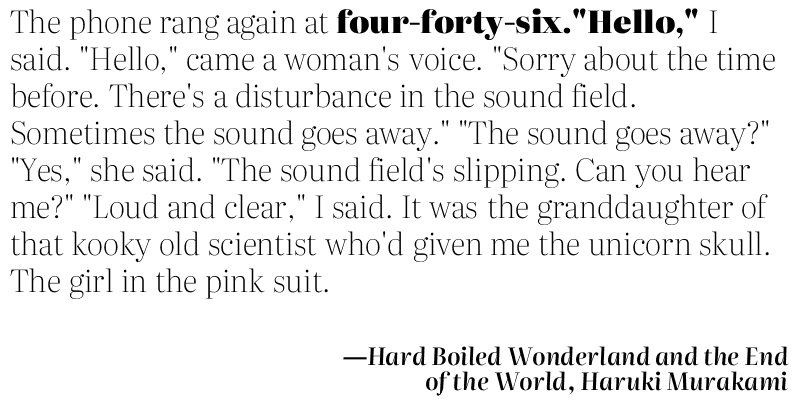 The phone rang again at four-forty-six."Hello," I
said. "Hello," came a woman's voice. "Sorry about the time
before. There's a disturbance in the sound field.
Sometimes the sound goes away." "The sound goes away?"
"Yes," she said. "The sound field's slipping. Can you hear
me?" "Loud and clear," I said. It was the granddaughter of
that kooky old scientist who'd given me the unicorn skull.
The girl in the pink suit.
—Hard Boiled Wonderland and the End
of the World, Haruki Murakami